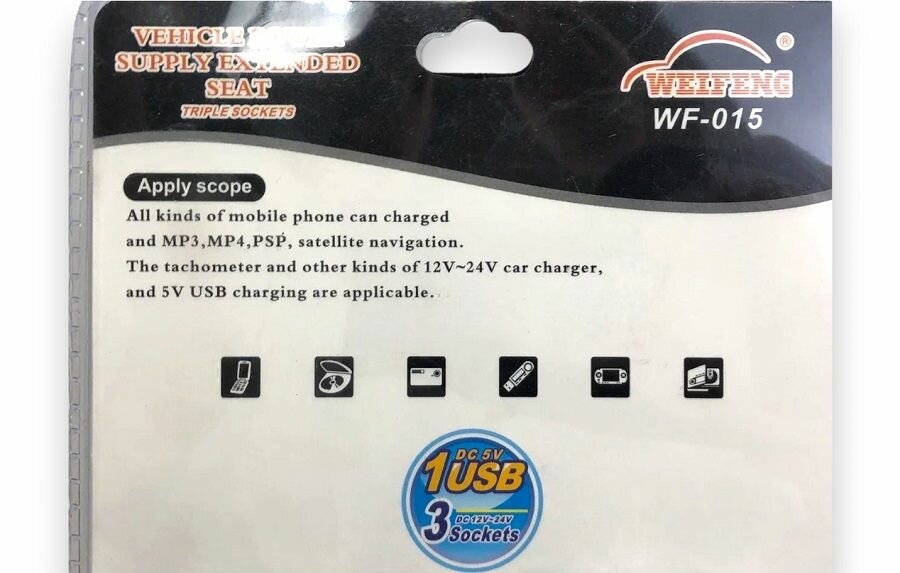 VEHICLE POWER
SUPPLY EXTENDED
SEAT
TRIPLE SOCKETS
WEIFENG ®
WF-015
Apply scope
All kinds of mobile phone can charged
and MP3,MP4,PSP, satellite navigation.
The tachometer and other kinds of 12V~24V car charger,
and 5V USB charging are applicable.
DC 5V
1USB
3 DC 12V~24V
Sockets